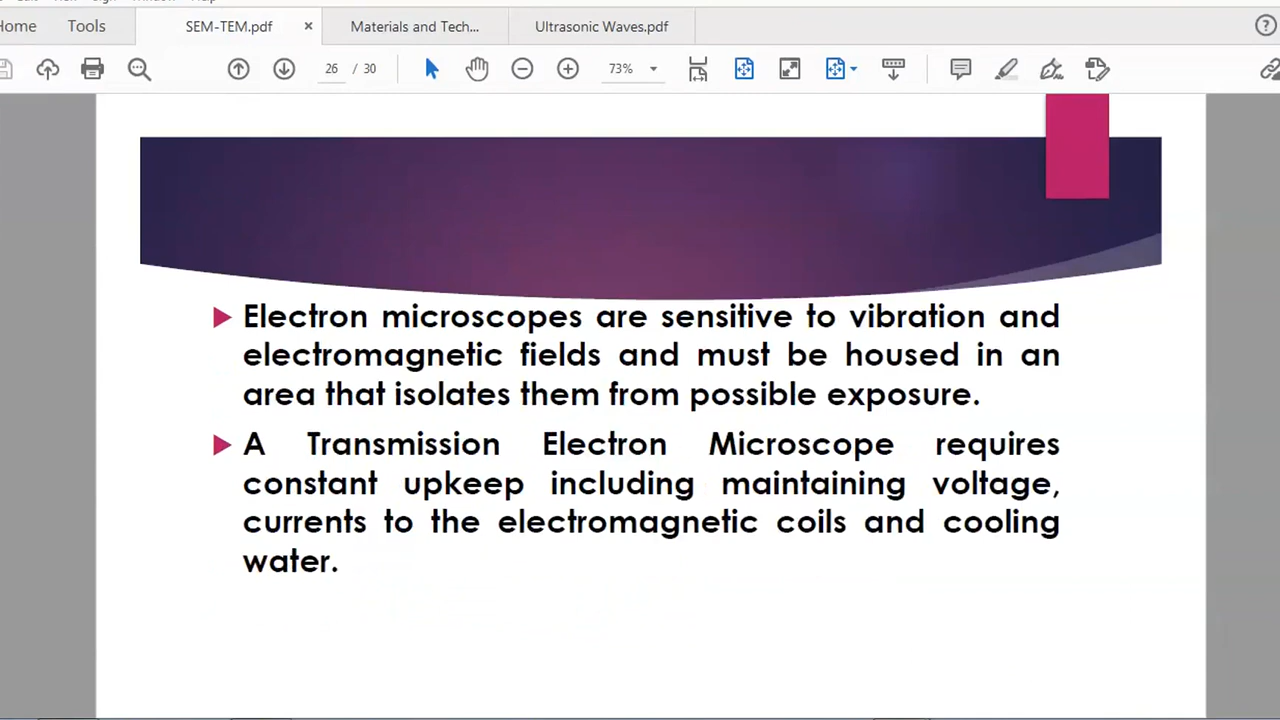 Home
Tools
SEM-TEM.pdf
×
Materials and Tech...
Ultrasonic Waves.pdf
26 / 30
73%
Electron microscopes are sensitive to vibration and
electromagnetic fields and must be housed in an
area that isolates them from possible exposure.
A Transmission Electron Microscope requires
constant upkeep including maintaining voltage,
currents to the electromagnetic coils and cooling
water.